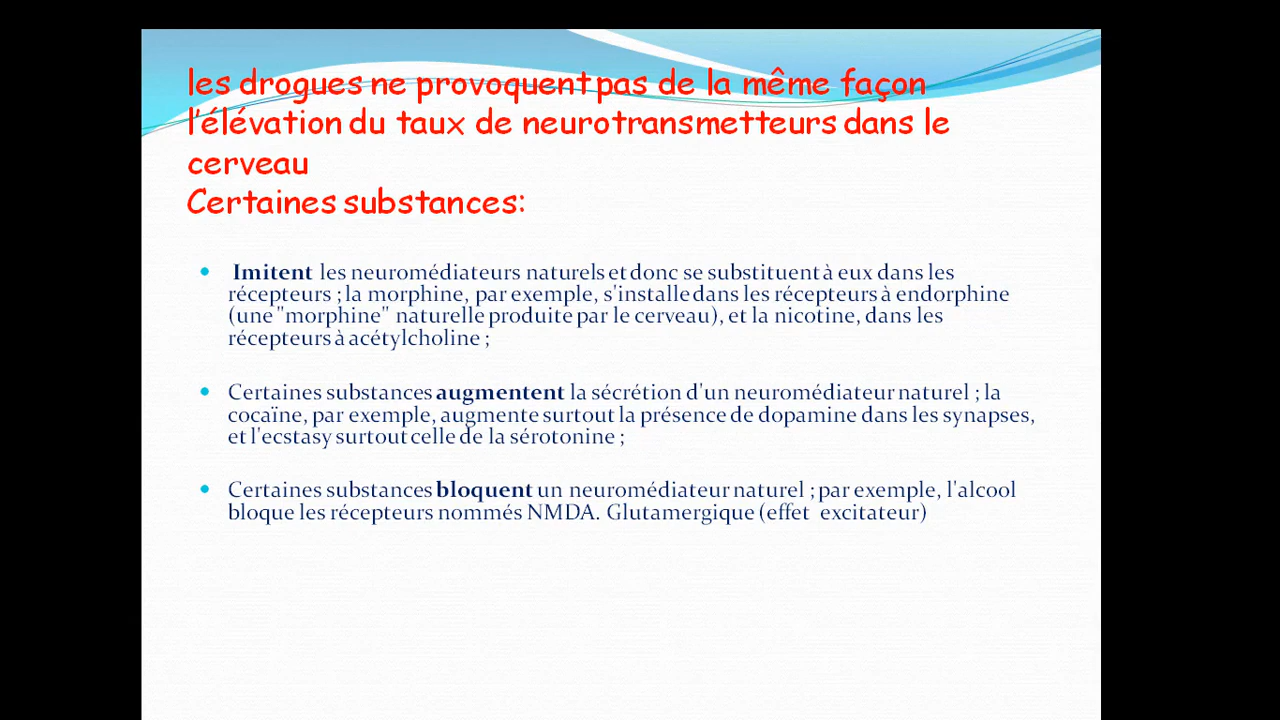 les drogues ne provoquent pas de la même façon
l'élévation du taux de neurotransmetteurs dans le
cerveau
Certaines substances:
• Imitent les neuromédiateurs naturels et donc se substituent à eux dans les
récepteurs ; la morphine, par exemple, s'installe dans les récepteurs à endorphine
(une "morphine" naturelle produite par le cerveau), et la nicotine, dans les
récepteurs à acétylcholine ;
• Certaines substances augmentent la sécrétion d'un neuromédiateur naturel ; la
cocaïne, par exemple, augmente surtout la présence de dopamine dans les synapses,
et l'ecstasy surtout celle de la sérotonine ;
• Certaines substances bloquent un neuromédiateur naturel ; par exemple, l'alcool
bloque les récepteurs nommés NMDA. Glutamergique (effet excitateur)